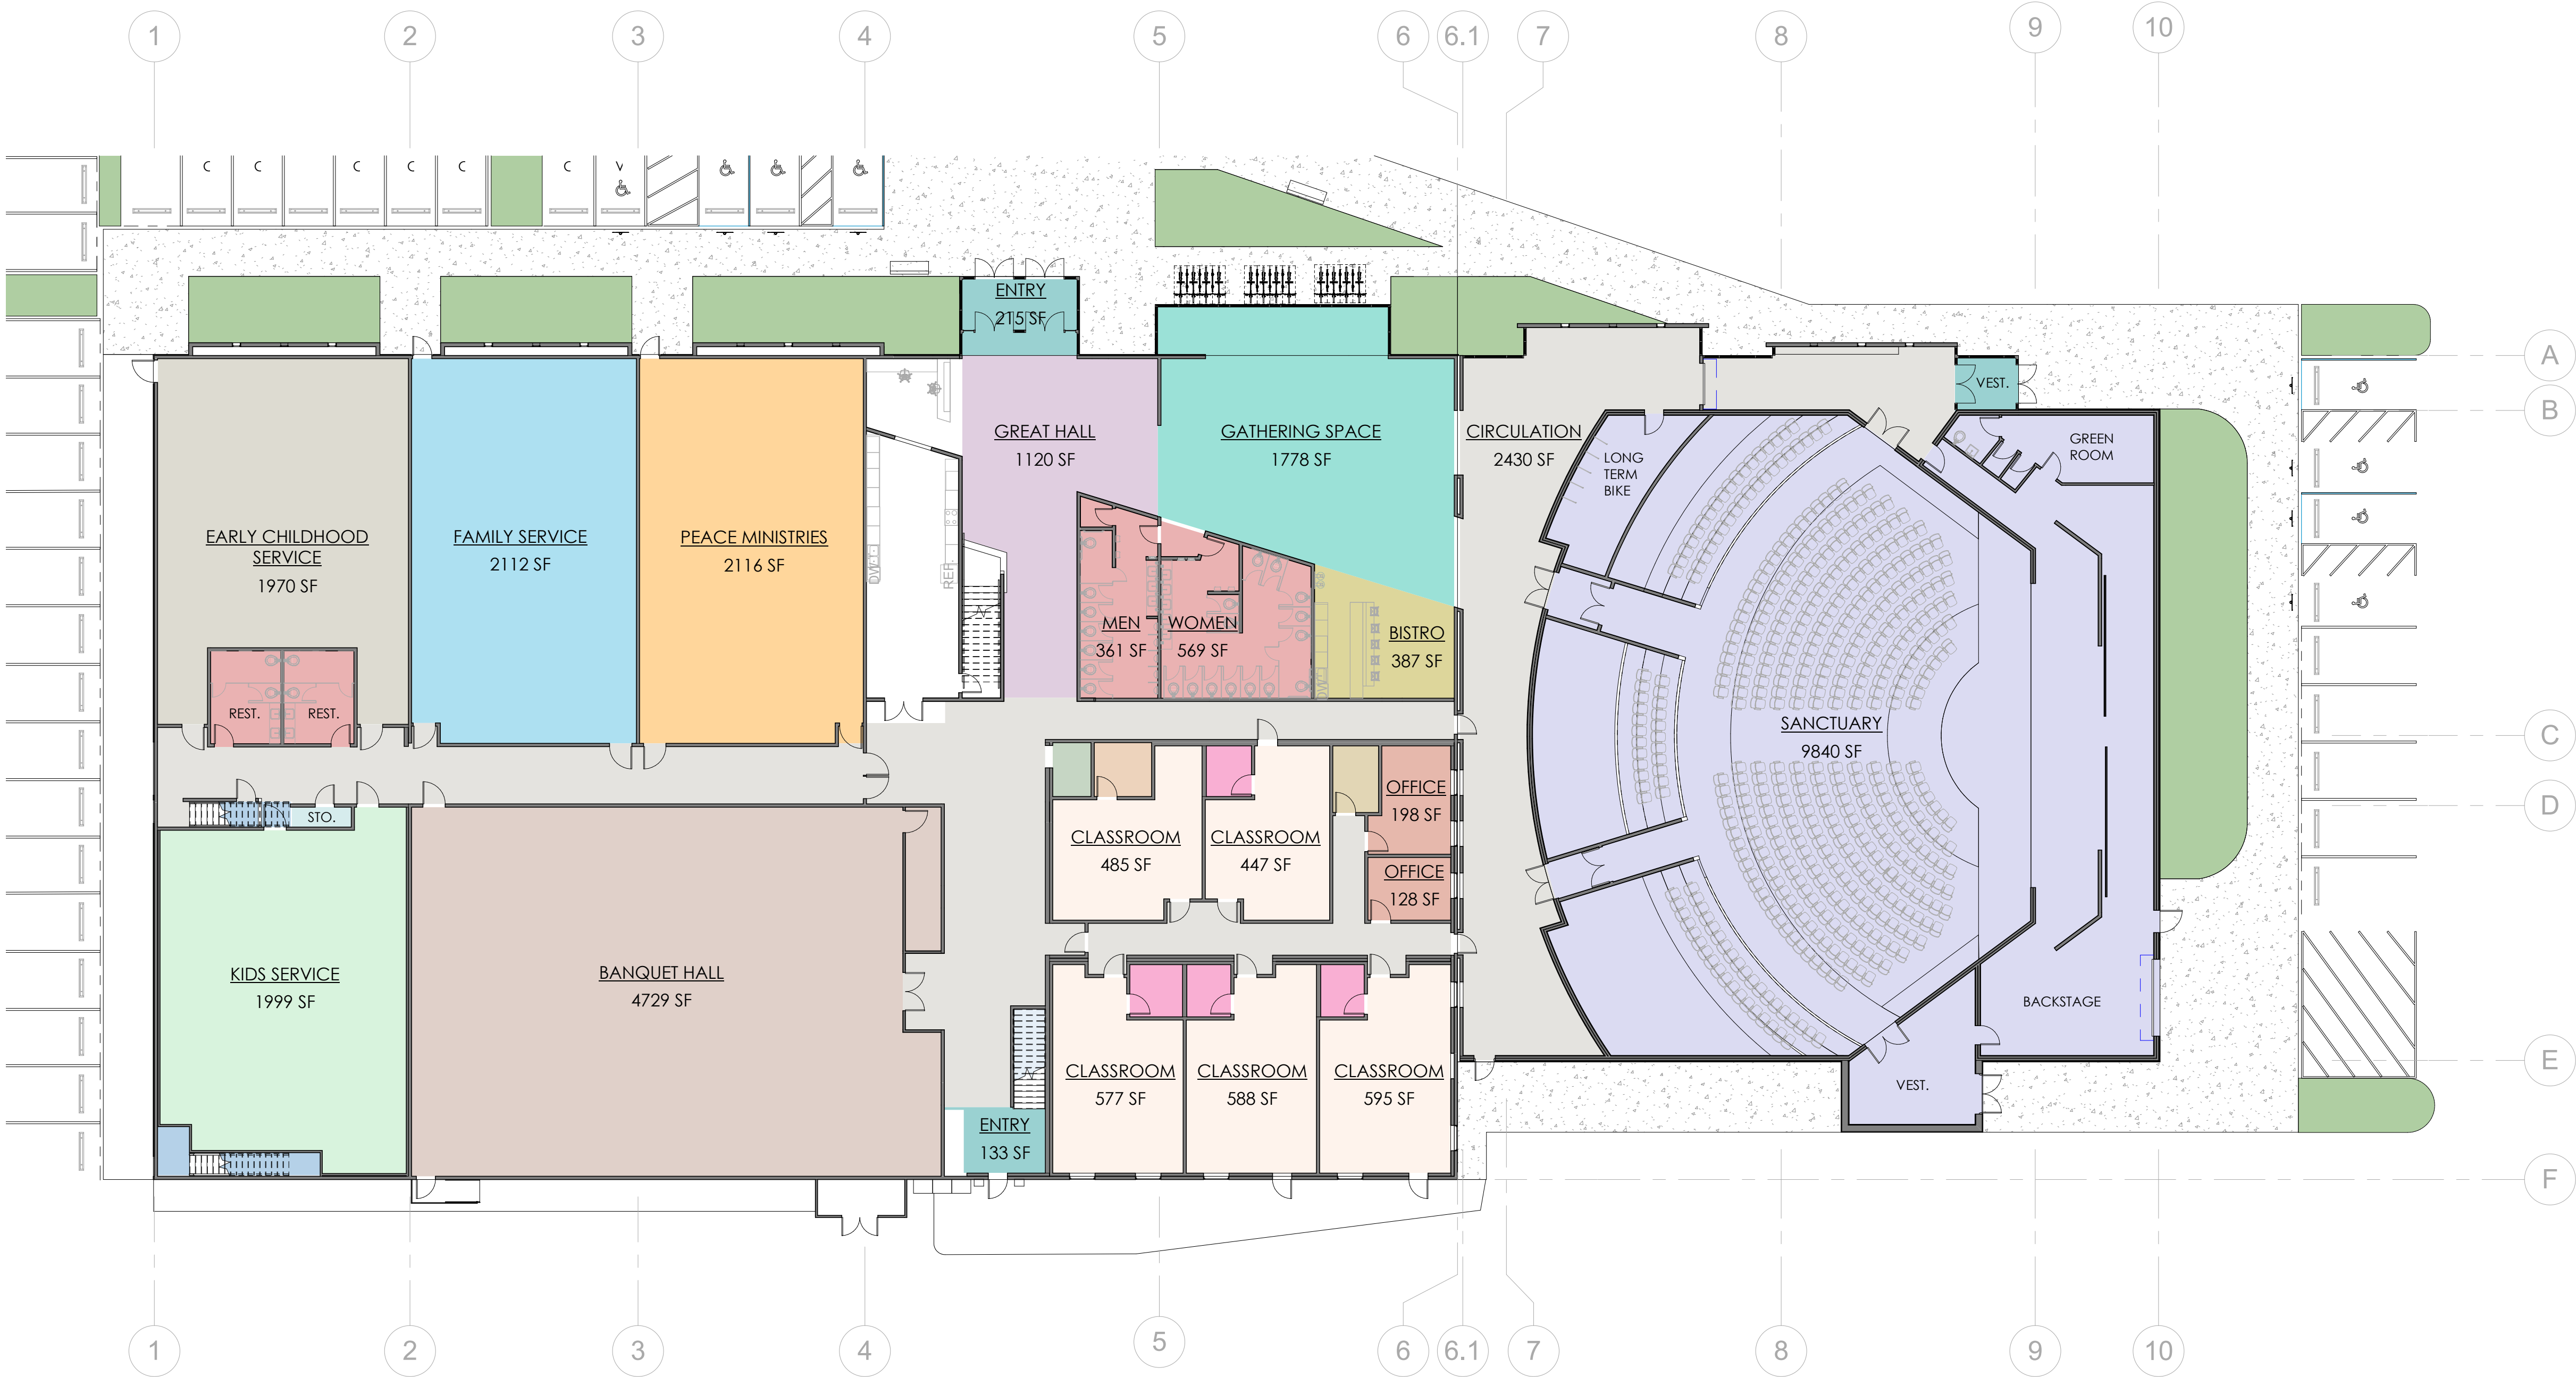 1 2 3 4 5 6 6.1 7 8 9 10
C C C C C C V
ENTRY
215 SF
A
VEST.
B
GREAT HALL
1120 SF
GATHERING SPACE
1778 SF
CIRCULATION
2430 SF
LONG
TERM
BIKE
GREEN
ROOM
EARLY CHILDHOOD
SERVICE
1970 SF
FAMILY SERVICE
2112 SF
PEACE MINISTRIES
2116 SF
DW
REF.
MEN
361 SF
WOMEN
569 SF
BISTRO
387 SF
DW
REST.
REST.
SANCTUARY
9840 SF
C
D
STO.
CLASSROOM
485 SF
CLASSROOM
447 SF
OFFICE
198 SF
OFFICE
128 SF
KIDS SERVICE
1999 SF
BANQUET HALL
4729 SF
BACKSTAGE
CLASSROOM
577 SF
CLASSROOM
588 SF
CLASSROOM
595 SF
VEST.
E
ENTRY
133 SF
F
1 2 3 4 5 6 6.1 7 8 9 10